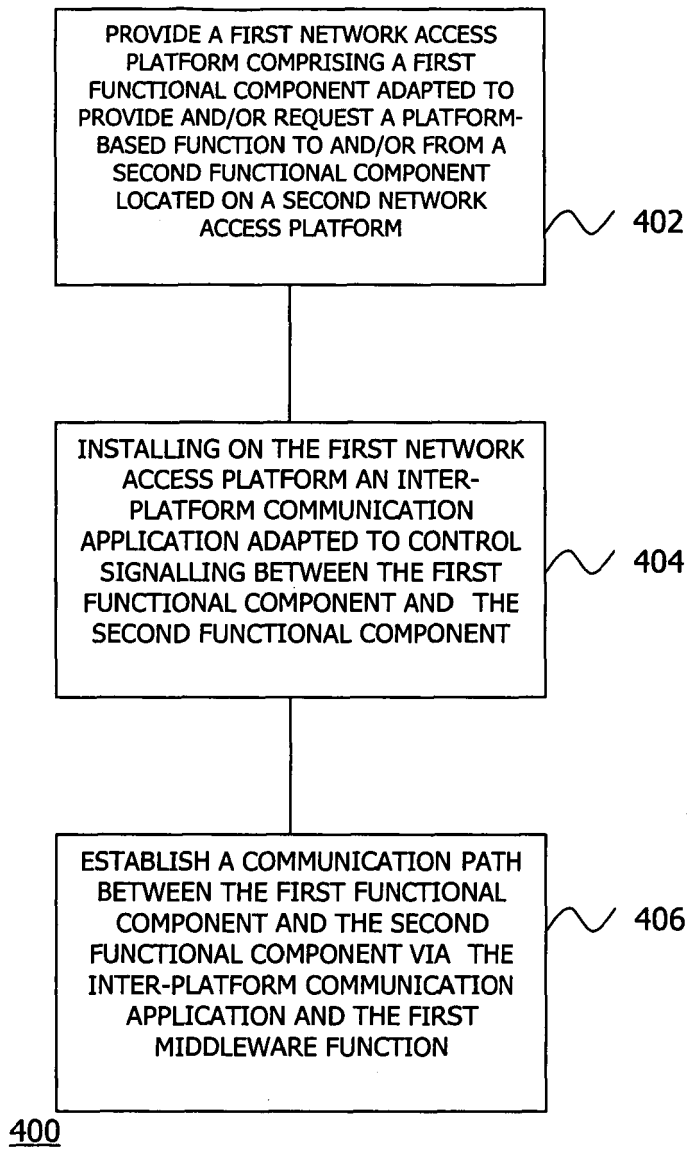 PROVIDE A FIRST NETWORK ACCESS
PLATFORM COMPRISING A FIRST
FUNCTIONAL COMPONENT ADAPTED TO
PROVIDE AND/OR REQUEST A PLATFORM-
BASED FUNCTION TO AND/OR FROM A
SECOND FUNCTIONAL COMPONENT
LOCATED ON A SECOND NETWORK
ACCESS PLATFORM
402
INSTALLING ON THE FIRST NETWORK
ACCESS PLATFORM AN INTER-
PLATFORM COMMUNICATION
APPLICATION ADAPTED TO CONTROL
SIGNALLING BETWEEN THE FIRST
FUNCTIONAL COMPONENT AND THE
SECOND FUNCTIONAL COMPONENT
404
ESTABLISH A COMMUNICATION PATH
BETWEEN THE FIRST FUNCTIONAL
COMPONENT AND THE SECOND
FUNCTIONAL COMPONENT VIA THE
INTER-PLATFORM COMMUNICATION
APPLICATION AND THE FIRST
MIDDLEWARE FUNCTION
406
400